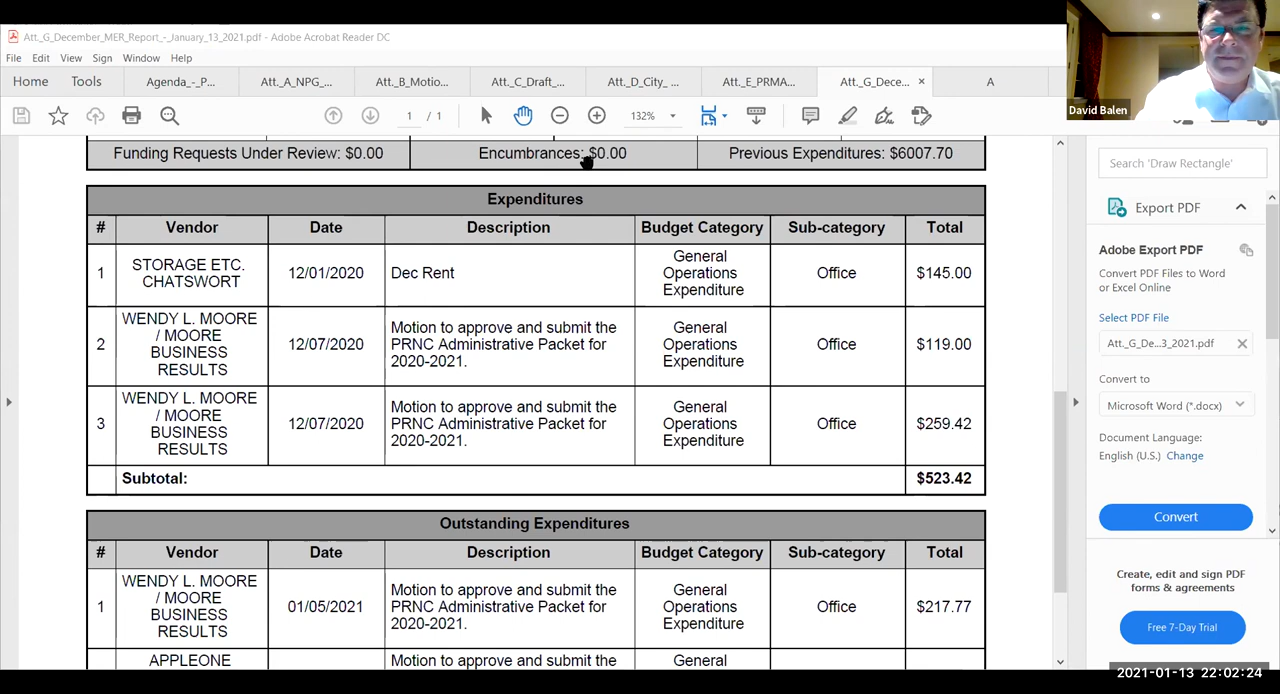 Att._G_December_MER_Report_-_January_13_2021.pdf - Adobe Acrobat Reader DC
File Edit View Sign Window Help
Home Tools Agenda_-_P... Att._A_NPG_... Att._B_Motio... Att._C_Draft_... Att._D_City_ ... Att._E_PRMA... Att._G_Dece... × A
David Balen
1 / 1 132%
Funding Requests Under Review: $0.00 Encumbrances: $0.00 Previous Expenditures: $6007.70
Expenditures
# Vendor Date Description Budget Category Sub-category Total
1 STORAGE ETC. CHATSWORT 12/01/2020 Dec Rent General Operations Expenditure Office $145.00
2 WENDY L. MOORE / MOORE BUSINESS RESULTS 12/07/2020 Motion to approve and submit the PRNC Administrative Packet for 2020-2021. General Operations Expenditure Office $119.00
3 WENDY L. MOORE / MOORE BUSINESS RESULTS 12/07/2020 Motion to approve and submit the PRNC Administrative Packet for 2020-2021. General Operations Expenditure Office $259.42
Subtotal: $523.42
Outstanding Expenditures
# Vendor Date Description Budget Category Sub-category Total
1 WENDY L. MOORE / MOORE BUSINESS RESULTS 01/05/2021 Motion to approve and submit the PRNC Administrative Packet for 2020-2021. General Operations Expenditure Office $217.77
APPLEONE Motion to approve and submit the General
Search 'Draw Rectangle'
Export PDF
Adobe Export PDF
Convert PDF Files to Word
or Excel Online
Select PDF File
Att._G_De...3_2021.pdf
Convert to
Microsoft Word (*.docx)
Document Language:
English (U.S.) Change
Convert
Create, edit and sign PDF
forms & agreements
Free 7-Day Trial
2021-01-13 22:02:24